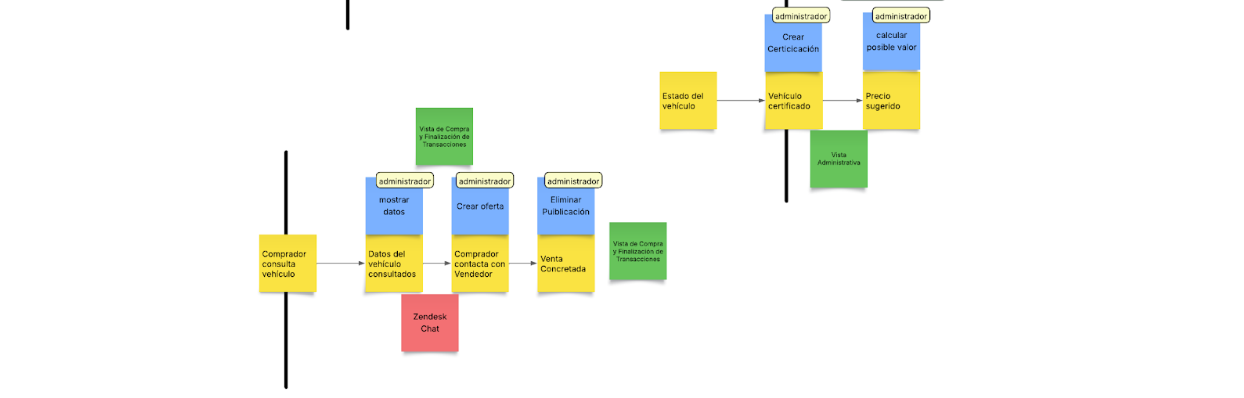 administrador
administrador
Crear
Certicicación
calcular
posible valor
Estado del
vehículo
Vehículo
certificado
Precio
sugerido
Vista
Administrativa
Vista de Compra
y Finalización de
Transacciones
administrador
administrador
administrador
mostrar
datos
Crear oferta
Eliminar
Puiblicación
Comprador
consulta
vehículo
Datos del
vehículo
consultados
Comprador
contacta con
Vendedor
Venta
Concretada
Vista de Compra
y Finalización de
Transacciones
Zendesk
Chat